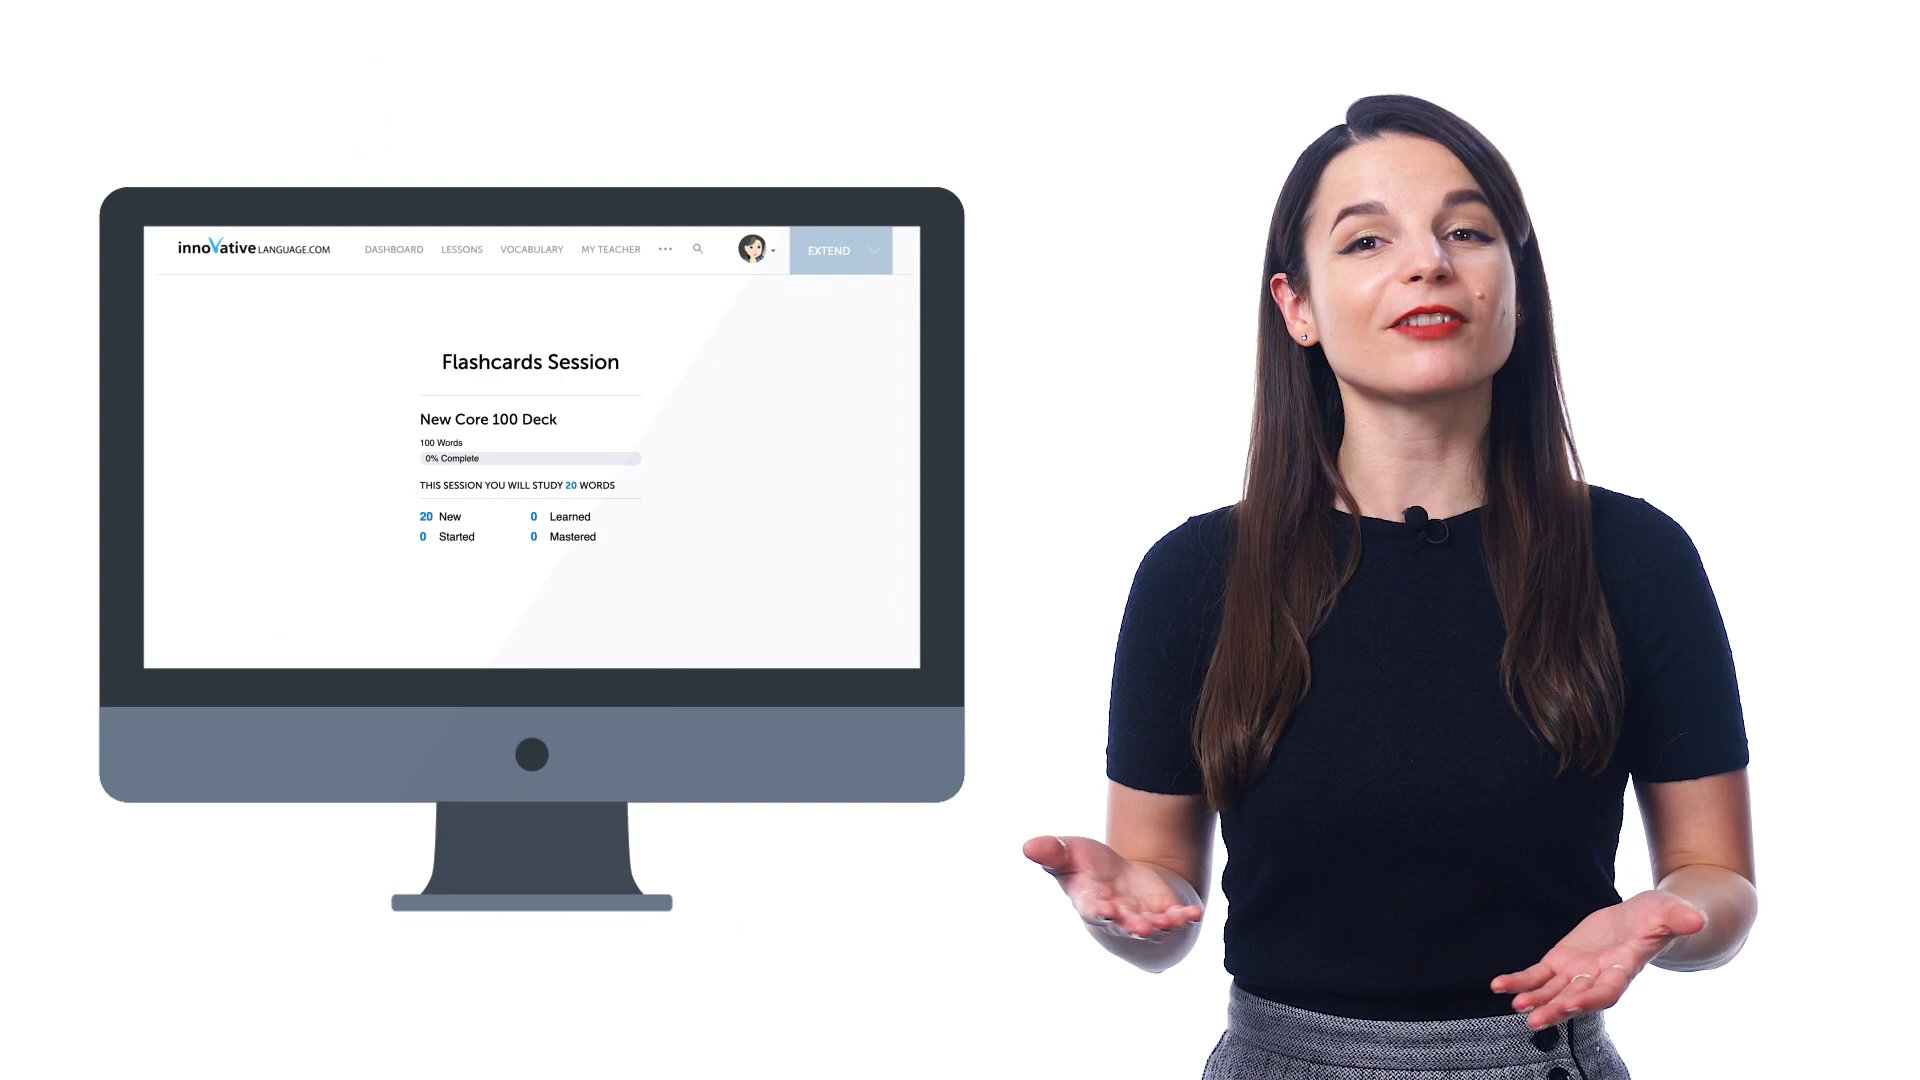 innoVative LANGUAGE.COM DASHBOARD LESSONS VOCABULARY MY TEACHER EXTEND
Flashcards Session
New Core 100 Deck
100 Words
0% Complete
THIS SESSION YOU WILL STUDY 20 WORDS
20 New 0 Learned
0 Started 0 Mastered